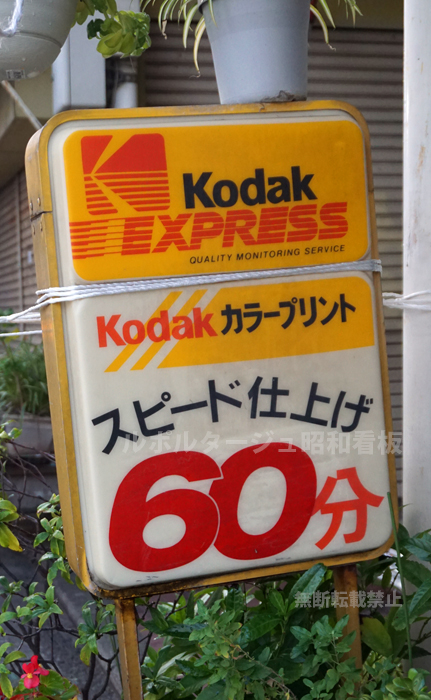 Kodak
EXPRESS
QUALITY MONITORING SERVICE
Kodak カラープリント
スピード仕上げ
ルポルタージュ昭和看板
60分
無断転載禁止